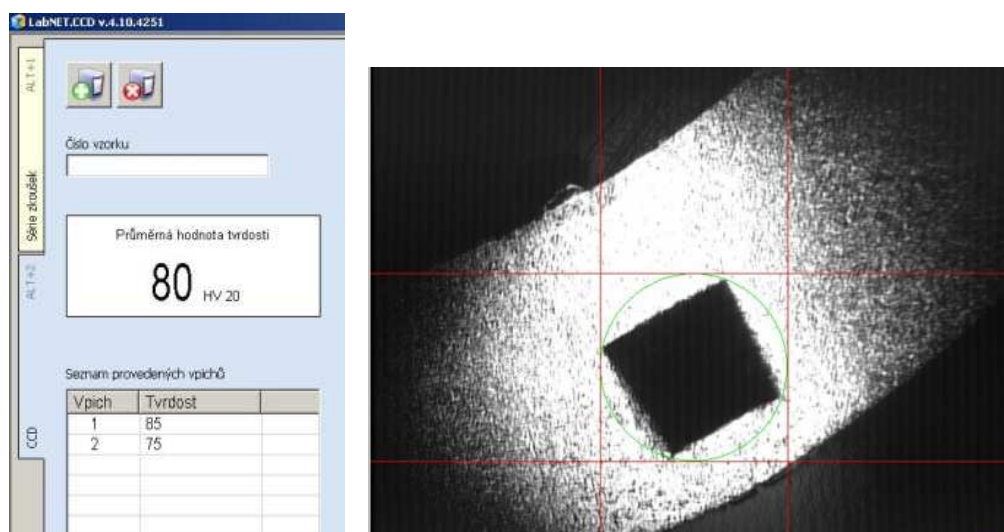 LabNET.CCD v.4.10.4251
ALT+1
Série zkoušek
ALT+2
CCD
Číslo vzorku
Průměrná hodnota tvrdosti
80 HV 20
Seznam provedených vpichů
Vpich Tvrdost
1 85
2 75